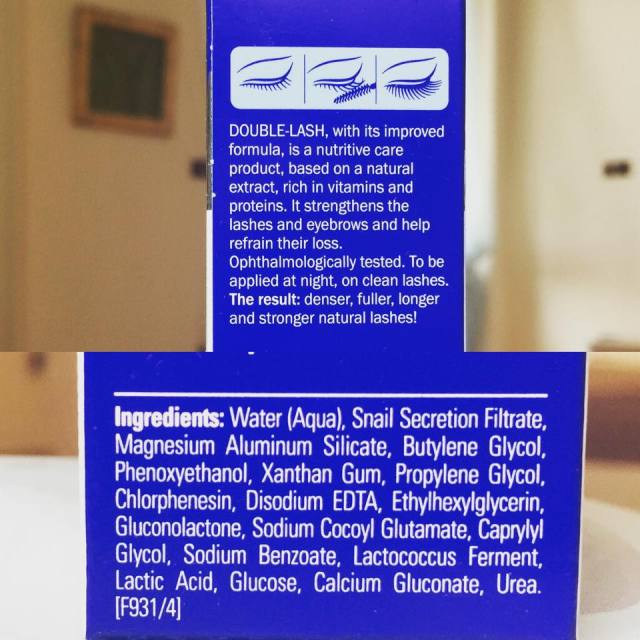 DOUBLE-LASH, with its improved
formula, is a nutritive care
product, based on a natural
extract, rich in vitamins and
proteins. It strengthens the
lashes and eyebrows and help
refrain their loss.
Ophthalmologically tested. To be
applied at night, on clean lashes.
The result: denser, fuller, longer
and stronger natural lashes!
Ingredients: Water (Aqua), Snail Secretion Filtrate,
Magnesium Aluminum Silicate, Butylene Glycol,
Phenoxyethanol, Xanthan Gum, Propylene Glycol,
Chlorphenesin, Disodium EDTA, Ethylhexylglycerin,
Gluconolactone, Sodium Cocoyl Glutamate, Caprylyl
Glycol, Sodium Benzoate, Lactococcus Ferment,
Lactic Acid, Glucose, Calcium Gluconate, Urea.
[F931/4]